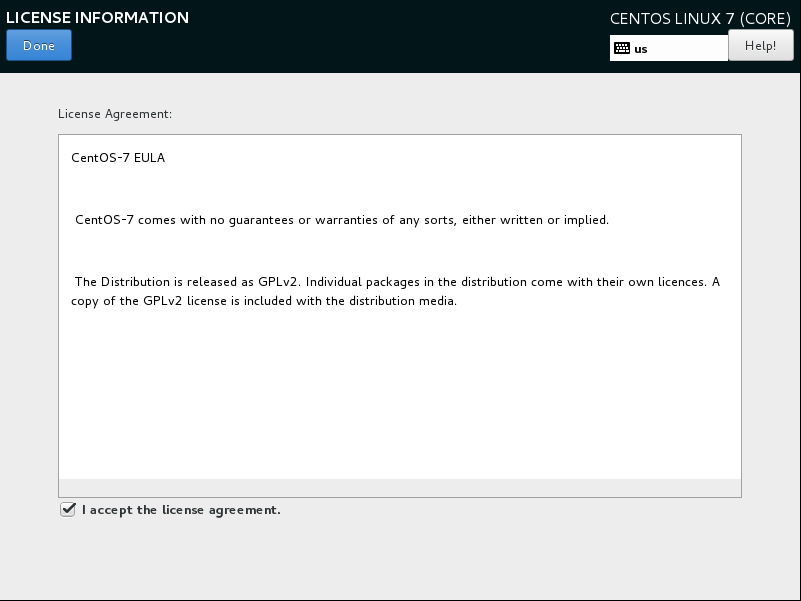 LICENSE INFORMATION
CENTOS LINUX 7 (CORE)
Done
us
Help!
License Agreement:
CentOS-7 EULA
CentOS-7 comes with no guarantees or warranties of any sorts, either written or implied.
The Distribution is released as GPLv2. Individual packages in the distribution come with their own licences. A
copy of the GPLv2 license is included with the distribution media.
I accept the license agreement.